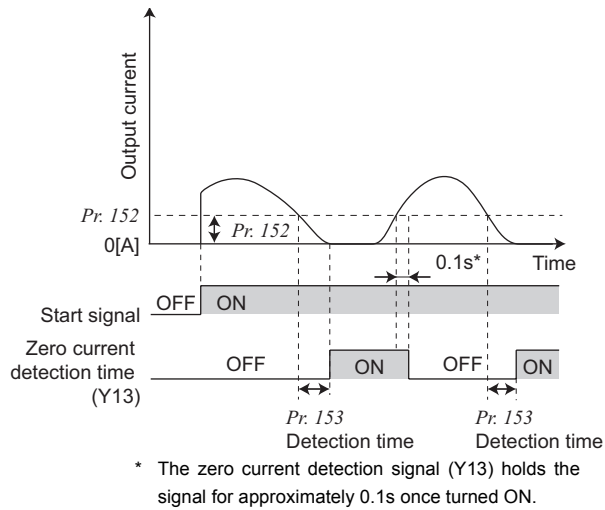 Output current
Pr. 152
Pr. 152
0[A]
0.1s*
Time
Start signal
OFF
ON
Zero current
detection time
(Y13)
OFF
ON
OFF
ON
Pr. 153
Detection time
Pr. 153
Detection time
* The zero current detection signal (Y13) holds the
signal for approximately 0.1s once turned ON.